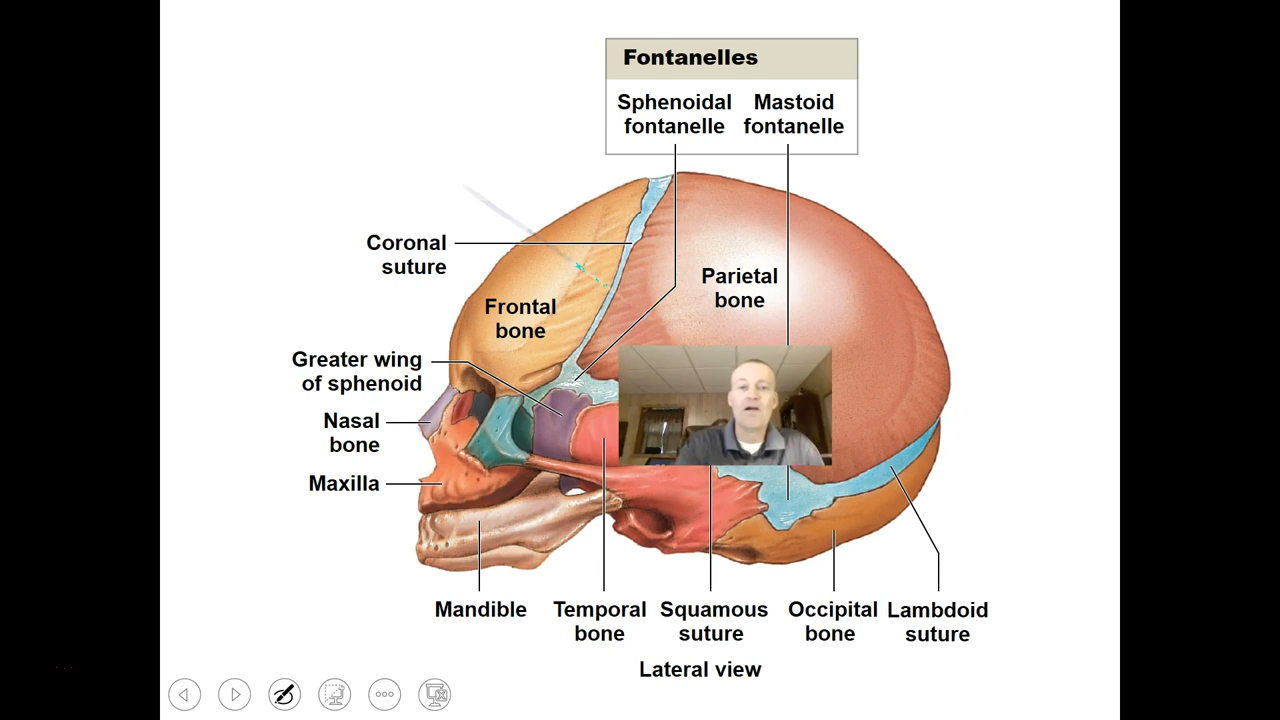 Fontanelles
Sphenoidal fontanelle
Mastoid fontanelle
Coronal suture
Parietal bone
Frontal bone
Greater wing of sphenoid
Nasal bone
Maxilla
Mandible
Temporal bone
Squamous suture
Occipital bone
Lambdoid suture
Lateral view